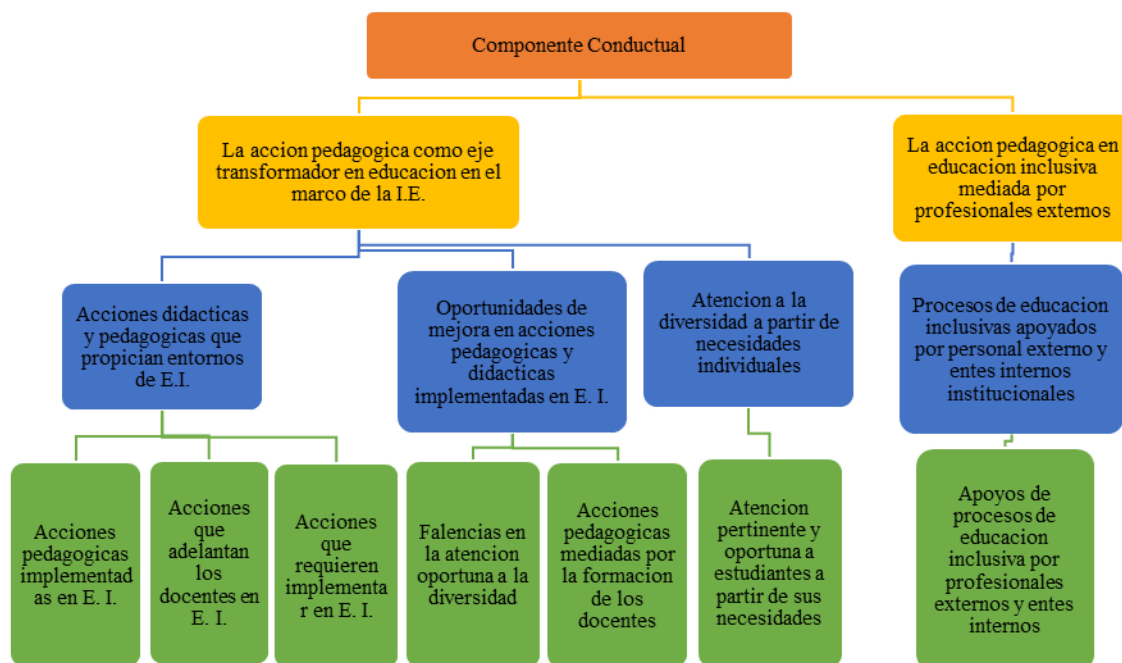 Componente Conductual
La accion pedagogica como eje
transformador en educacion en el
marco de la I.E.
La accion pedagogica en
educacion inclusiva
mediada por
profesionales externos
Acciones didacticas
y pedagogicas que
propician entornos
de E.I.
Oportunidades de
mejora en acciones
pedagogicas y
didacticas
implementadas en E. I.
Atencion a la
diversidad a partir de
necesidades
individuales
Procesos de educacion
inclusivas apoyados
por personal externo y
entes internos
institucionales
Acciones
pedagogicas
implementad
as en E. I.
Acciones
que
adelantan
los
docentes en
E. I.
Acciones
que
requieren
implementa
r en E. I.
Falencias en
la atencion
oportuna a la
diversidad
Acciones
pedagogicas
mediadas por
la formacion
de los
docentes
Atencion
pertinente y
oportuna a
estudiantes a
partir de sus
necesidades
Apoyos de
procesos de
educacion
inclusiva por
profesionales
externos y entes
internos